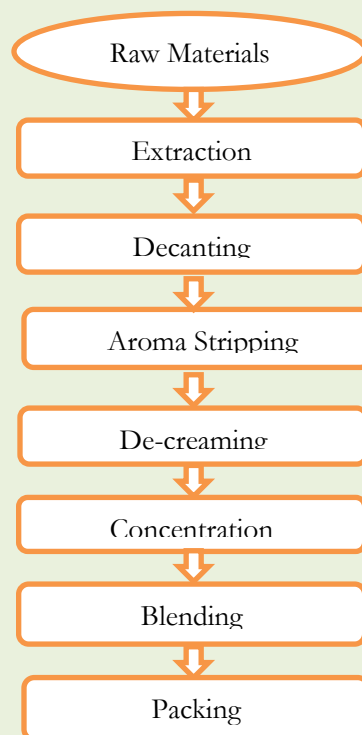 Raw Materials
Extraction
Decanting
Aroma Stripping
De-creaming
Concentration
Blending
Packing